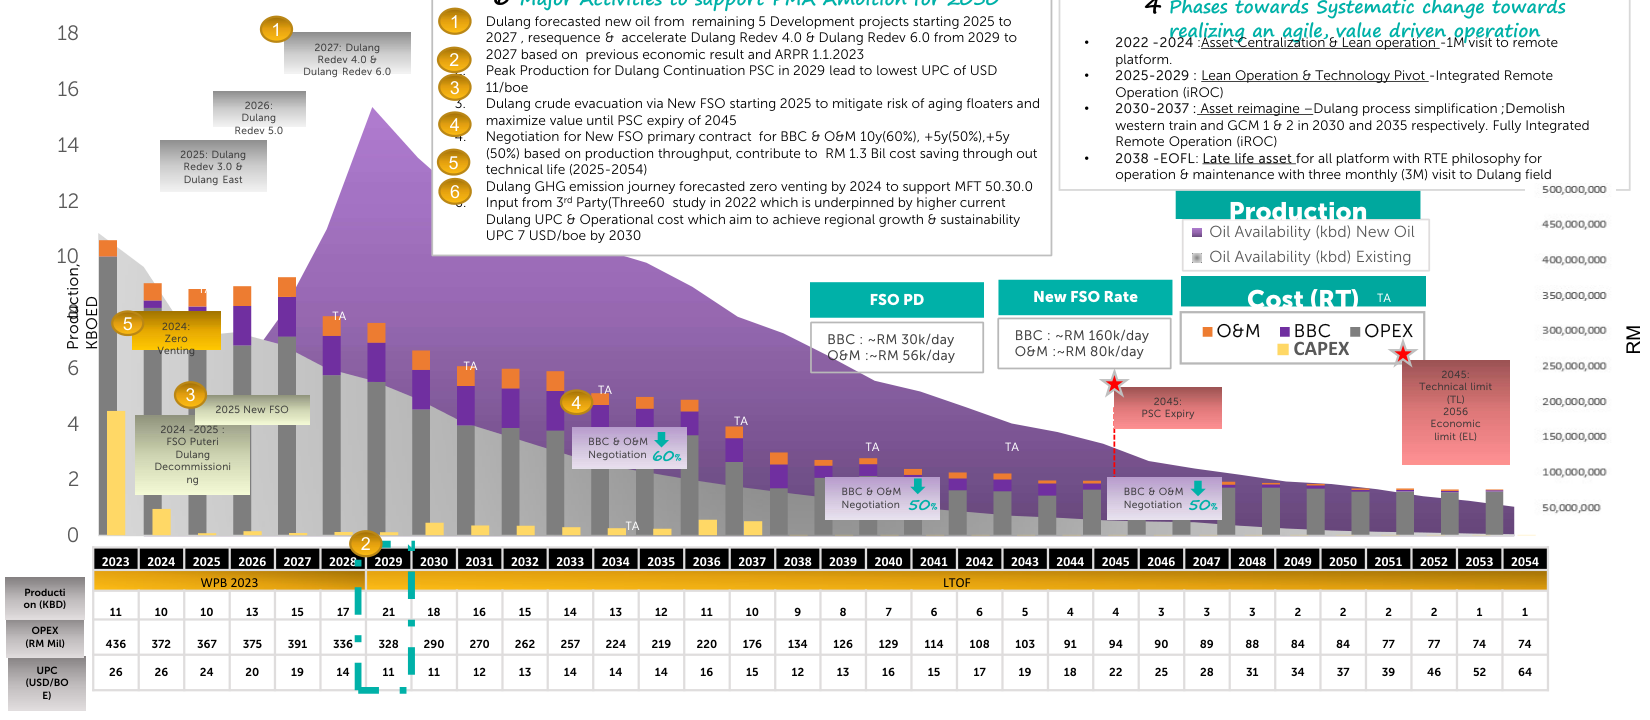 6 Major Activities to support PMA Ambition for 2030
1
Dulang forecasted new oil from remaining 5 Development projects starting 2025 to
2027 , resequence & accelerate Dulang Redev 4.0 & Dulang Redev 6.0 from 2029 to
2027 based on previous economic result and ARPR 1.1.2023
2
Peak Production for Dulang Continuation PSC in 2029 lead to lowest UPC of USD
11/boe
3
3.
Dulang crude evacuation via New FSO starting 2025 to mitigate risk of aging floaters and
maximize value until PSC expiry of 2045
4
Negotiation for New FSO primary contract for BBC & O&M 10y(60%), +5y(50%),+5y
(50%) based on production throughput, contribute to RM 1.3 Bil cost saving through out
technical life (2025-2054)
5
Dulang GHG emission journey forecasted zero venting by 2024 to support MFT 50.30.0
6
Input from 3rd Party(Three60 study in 2022 which is underpinned by higher current
Dulang UPC & Operational cost which aim to achieve regional growth & sustainability
UPC 7 USD/boe by 2030
4 Phases towards Systematic change towards
realizing an agile, value driven operation
• 2022 -2024 :Asset Centralization & Lean operation -1M visit to remote
platform.
• 2025-2029 : Lean Operation & Technology Pivot -Integrated Remote
Operation (iROC)
• 2030-2037 : Asset reimagine –Dulang process simplification ;Demolish
western train and GCM 1 & 2 in 2030 and 2035 respectively. Fully Integrated
Remote Operation (iROC)
• 2038 -EOFL: Late life asset for all platform with RTE philosophy for
operation & maintenance with three monthly (3M) visit to Dulang field
Production
Oil Availability (kbd) New Oil
Oil Availability (kbd) Existing
Cost (RT)
TA
O&M BBC OPEX
CAPEX
FSO PD
BBC : ~RM 30k/day
O&M :~RM 56k/day
New FSO Rate
BBC : ~RM 160k/day
O&M :~RM 80k/day
1
2027: Dulang
Redev 4.0 &
Dulang Redev 6.0
2026:
Dulang
Redev 5.0
2025: Dulang
Redev 3.0 &
Dulang East
5
2024:
Zero
Venting
3
2025 New FSO
2024 -2025 :
FSO Puteri
Dulang
Decommissioni
ng
4
BBC & O&M
Negotiation 60%
BBC & O&M
Negotiation 50%
BBC & O&M
Negotiation 50%
2045:
PSC Expiry
2045:
Technical limit
(TL)
2056
Economic
limit (EL)
TA
TA
TA
TA
TA
TA
TA
TA
Production,
KBOED
18
16
14
12
10
8
6
4
2
0
RM
500,000,000
450,000,000
400,000,000
350,000,000
300,000,000
250,000,000
200,000,000
150,000,000
100,000,000
50,000,000
2
2023 2024 2025 2026 2027 2028 2029 2030 2031 2032 2033 2034 2035 2036 2037 2038 2039 2040 2041 2042 2043 2044 2045 2046 2047 2048 2049 2050 2051 2052 2053 2054
WPB 2023 LTOF
Producti
on (KBD)
11 10 10 13 15 17 21 18 16 15 14 13 12 11 10 9 8 7 6 6 5 4 4 3 3 3 2 2 2 2 1 1
OPEX
(RM Mil)
436 372 367 375 391 336 328 290 270 262 257 224 219 220 176 134 126 129 114 108 103 91 94 90 89 88 84 84 77 77 74 74
UPC
(USD/BO
E)
26 26 24 20 19 14 11 11 12 13 14 14 14 16 15 12 13 16 15 17 19 18 22 25 28 31 34 37 39 46 52 64